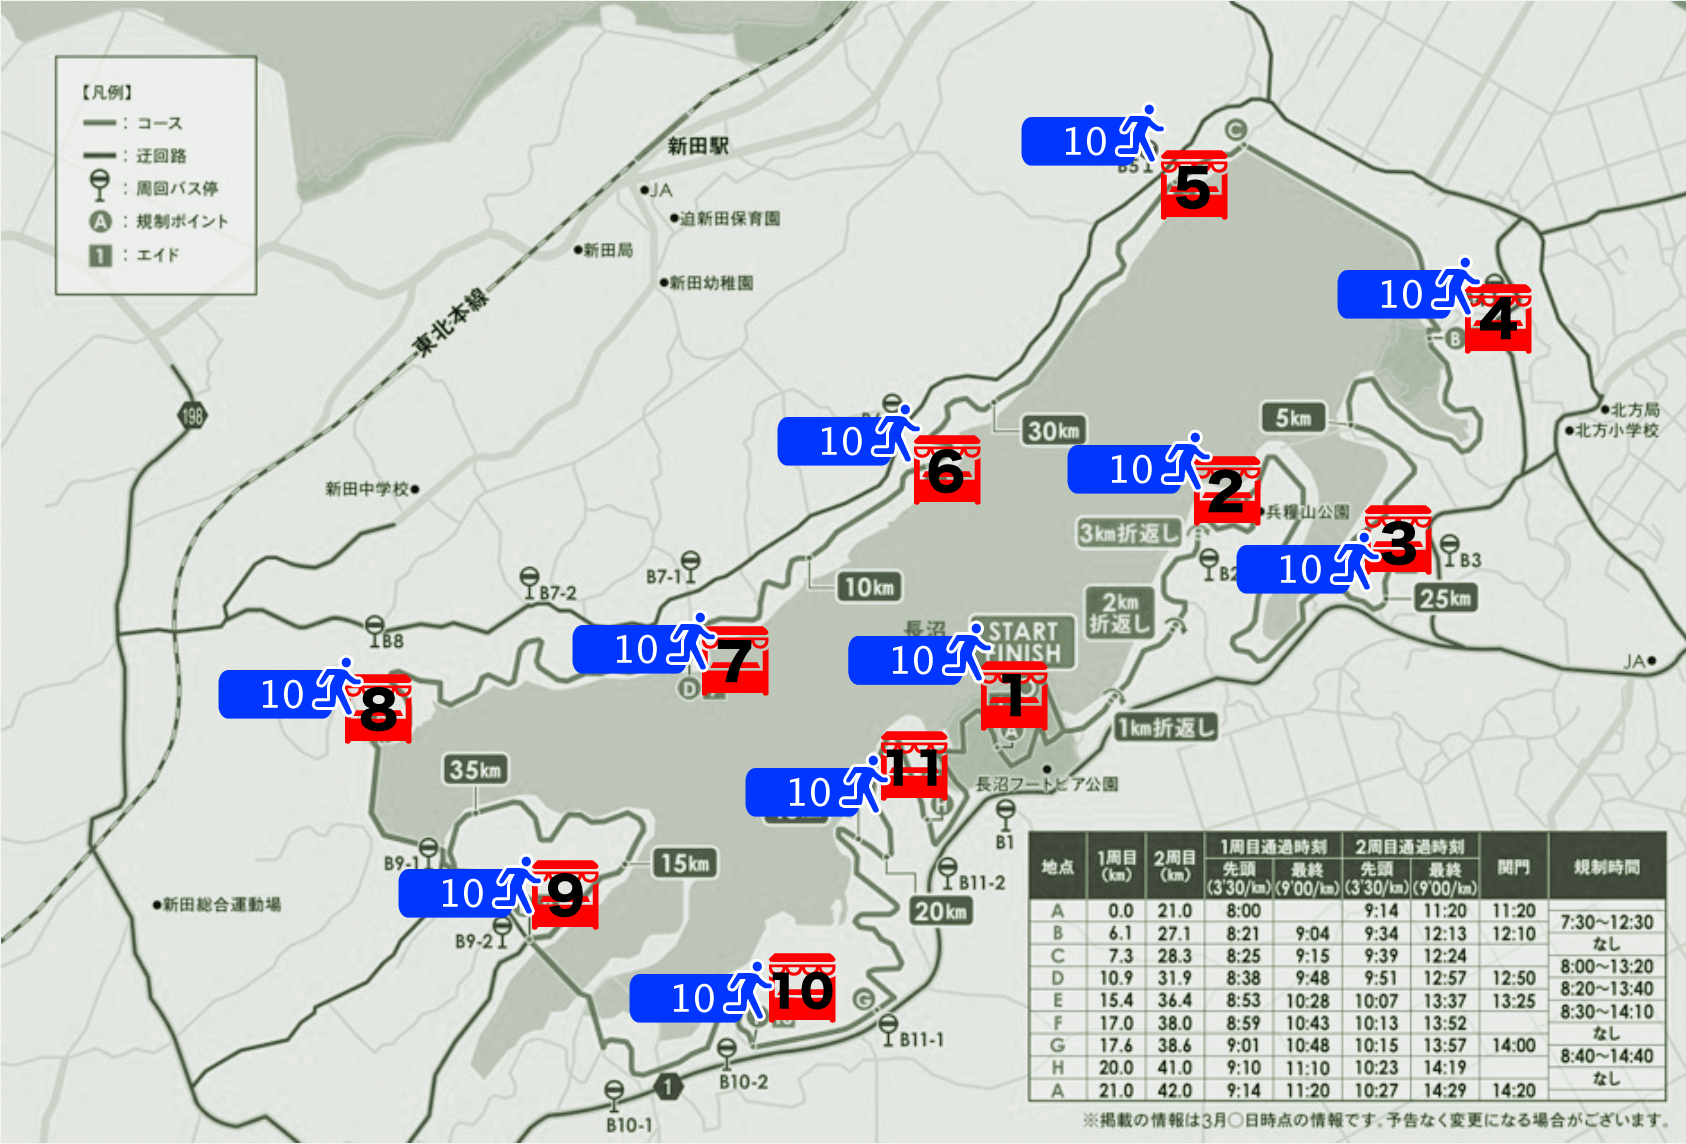 【凡例】
：コース
：迂回路
：周回バス停
A：規制ポイント
1：エイド
新田駅
JA
迫新田保育園
新田局
新田幼稚園
東北本線
198
新田中学校
10
5
C
10
4
B
北方局
北方小学校
5km
30km
10
6
10
2
兵糧山公園
3km折返し
10
3
B3
25km
B7-1
B7-2
B8
10km
2km
折返し
長沼
START
FINISH
10
7
D
10
1
A
1km折返し
JA
10
8
35km
10
11
H
長沼フートピア公園
B1
B9-1
15km
10
9
B11-2
20km
新田総合運動場
B9-2
10
10
G
B11-1
B10-2
1
B10-1
地点 1周目(km) 2周目(km) 1周目通過時刻 2周目通過時刻 関門 規制時間
先頭(3'30/km) 最終(9'00/km) 先頭(3'30/km) 最終(9'00/km)
A 0.0 21.0 8:00 9:14 11:20 11:20
7:30〜12:30
B 6.1 27.1 8:21 9:04 9:34 12:13 12:10
なし
C 7.3 28.3 8:25 9:15 9:39 12:24
8:00〜13:20
D 10.9 31.9 8:38 9:48 9:51 12:57 12:50
8:20〜13:40
E 15.4 36.4 8:53 10:28 10:07 13:37 13:25
8:30〜14:10
F 17.0 38.0 8:59 10:43 10:13 13:52
なし
G 17.6 38.6 9:01 10:48 10:15 13:57 14:00
8:40〜14:40
H 20.0 41.0 9:10 11:10 10:23 14:19
なし
A 21.0 42.0 9:14 11:20 10:27 14:29 14:20
※掲載の情報は3月○日時点の情報です。予告なく変更になる場合がございます。